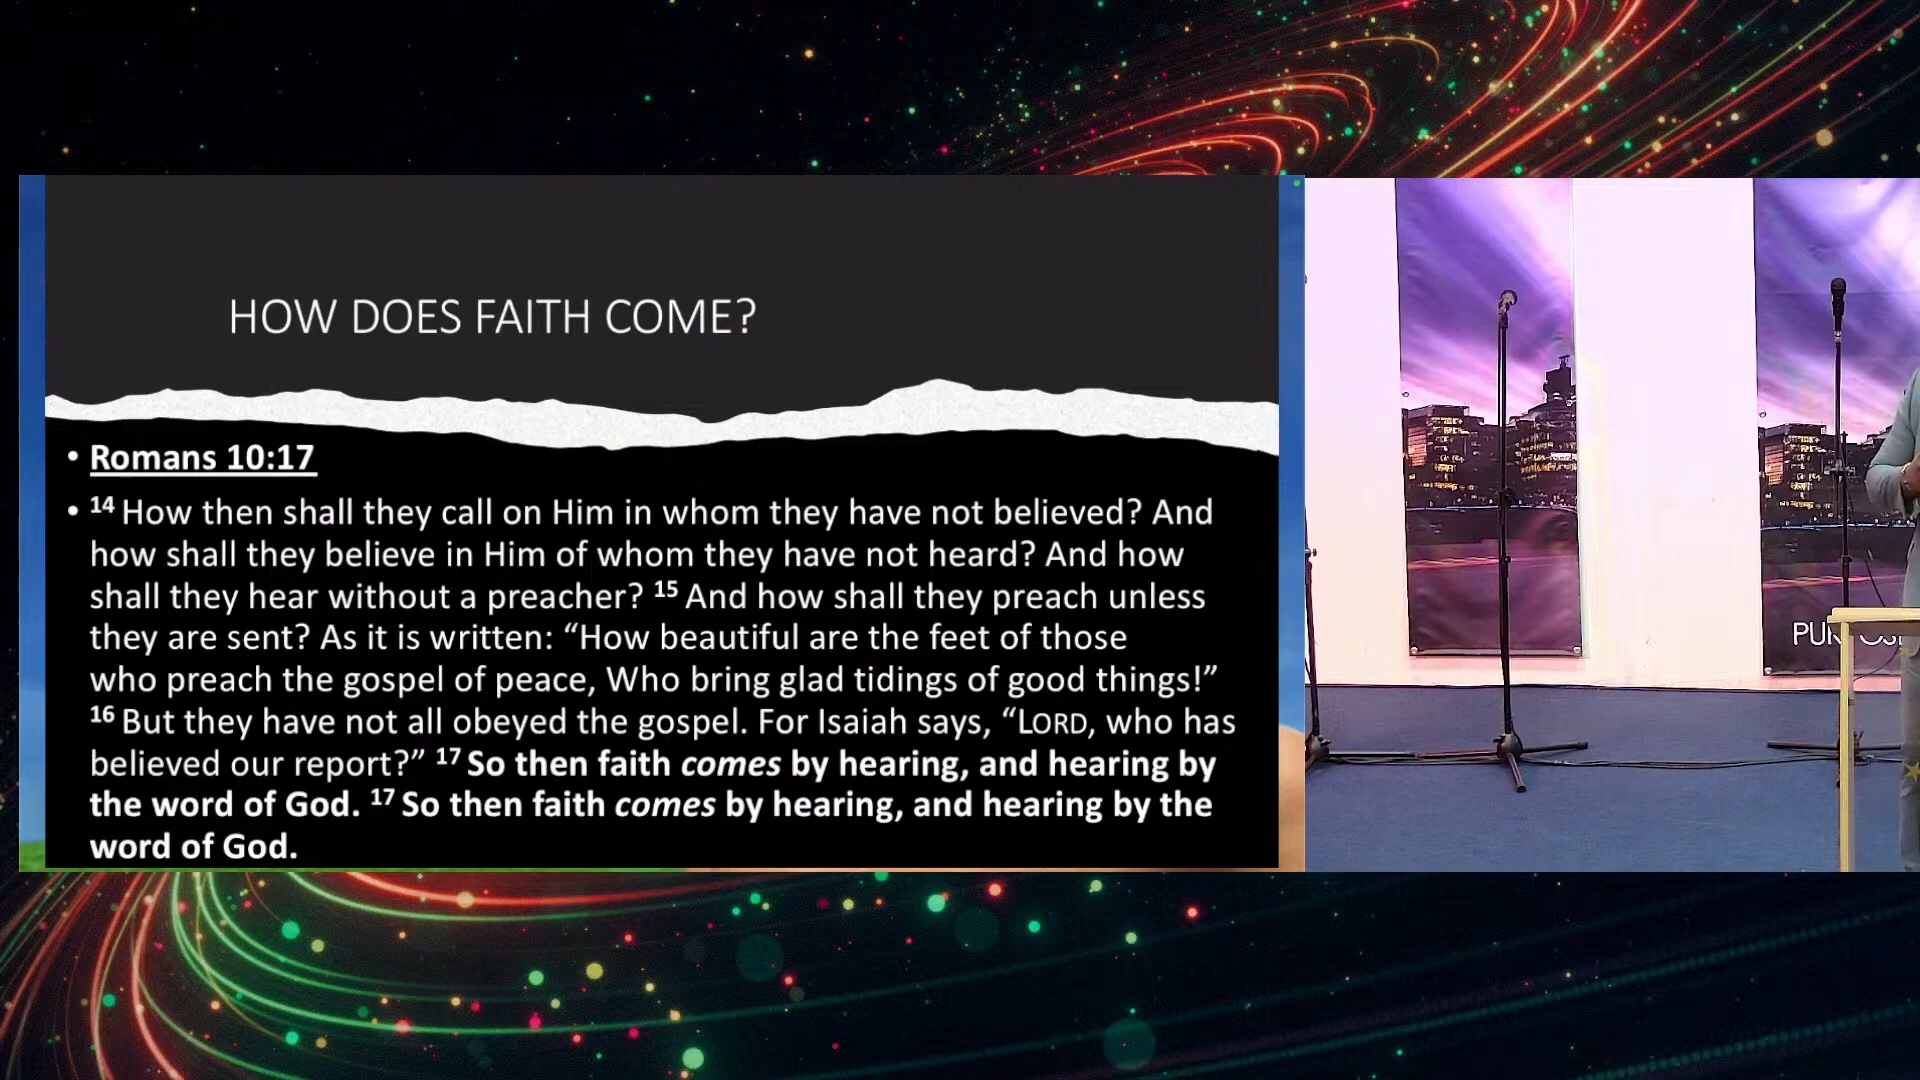 HOW DOES FAITH COME?
• Romans 10:17
• 14 How then shall they call on Him in whom they have not believed? And
how shall they believe in Him of whom they have not heard? And how
shall they hear without a preacher? 15 And how shall they preach unless
they are sent? As it is written: “How beautiful are the feet of those
who preach the gospel of peace, Who bring glad tidings of good things!”
16 But they have not all obeyed the gospel. For Isaiah says, “LORD, who has
believed our report?” 17 So then faith comes by hearing, and hearing by
the word of God. 17 So then faith comes by hearing, and hearing by the
word of God.